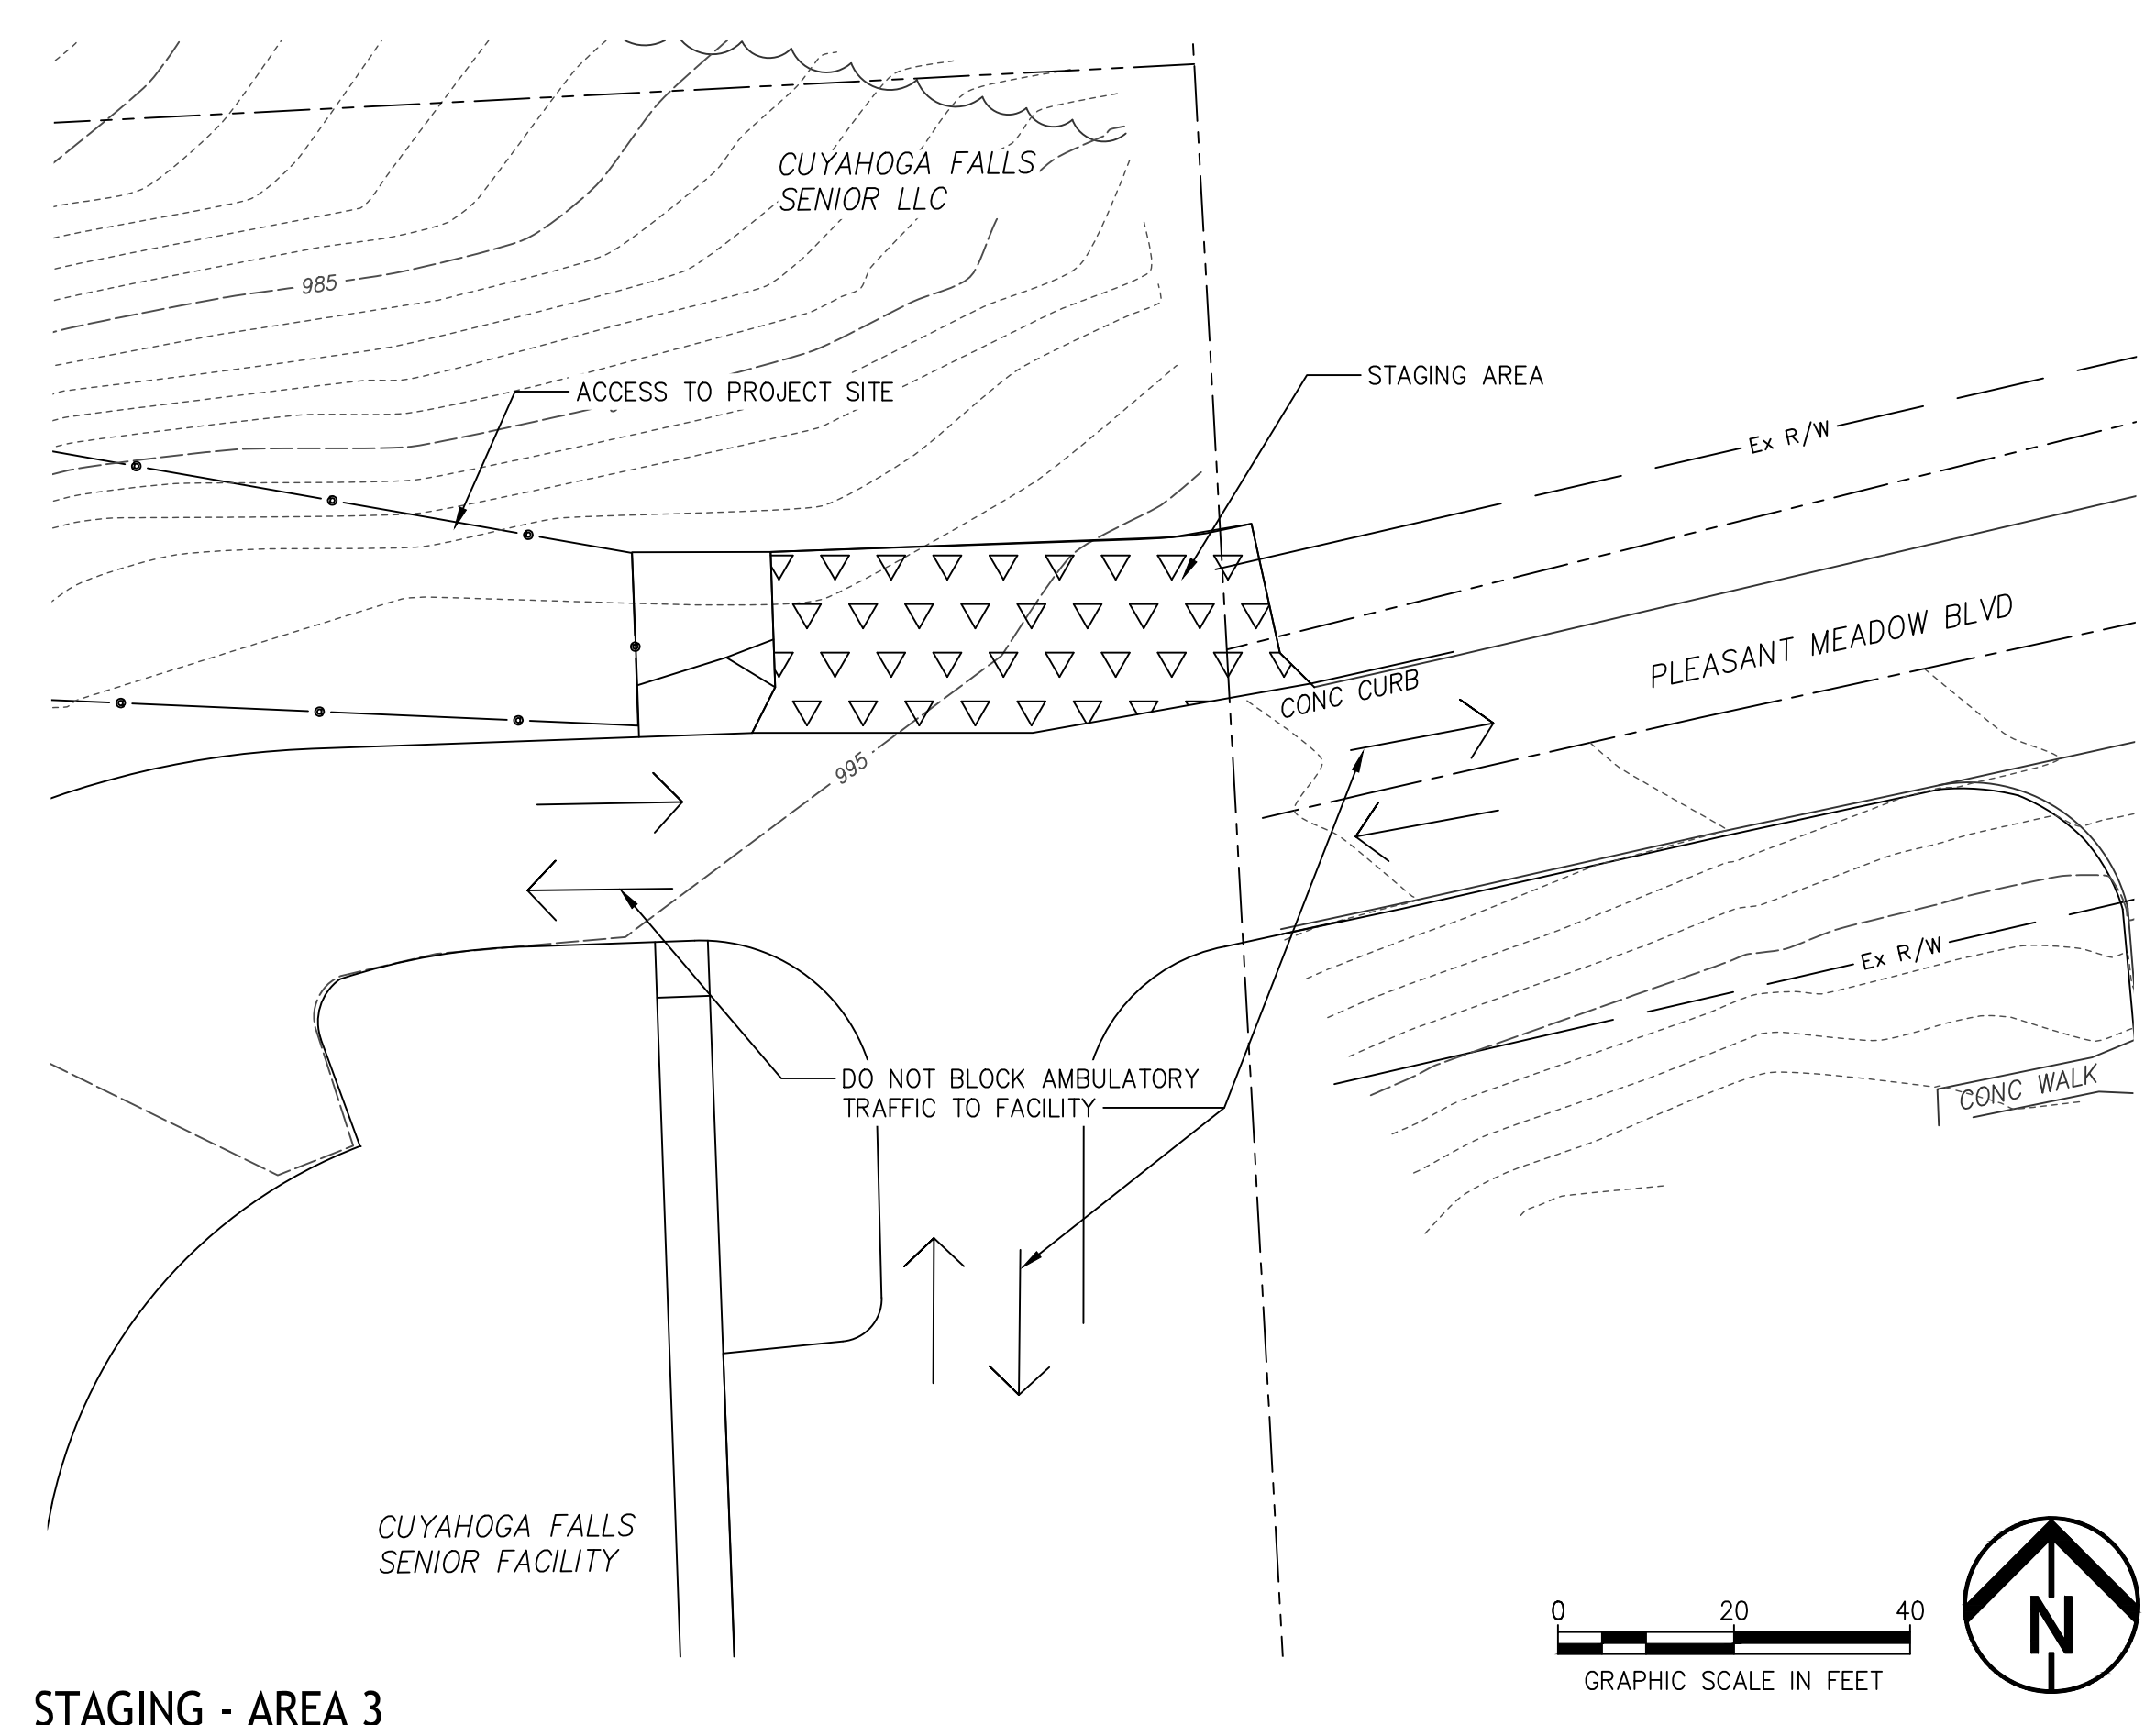 CUYAHOGA FALLS
SENIOR LLC
985
ACCESS TO PROJECT SITE
STAGING AREA
Ex R/W
PLEASANT MEADOW BLVD
CONC CURB
995
Ex R/W
DO NOT BLOCK AMBULATORY
TRAFFIC TO FACILITY
CONC WALK
CUYAHOGA FALLS
SENIOR FACILITY
0 20 40
GRAPHIC SCALE IN FEET
N
STAGING - AREA 3